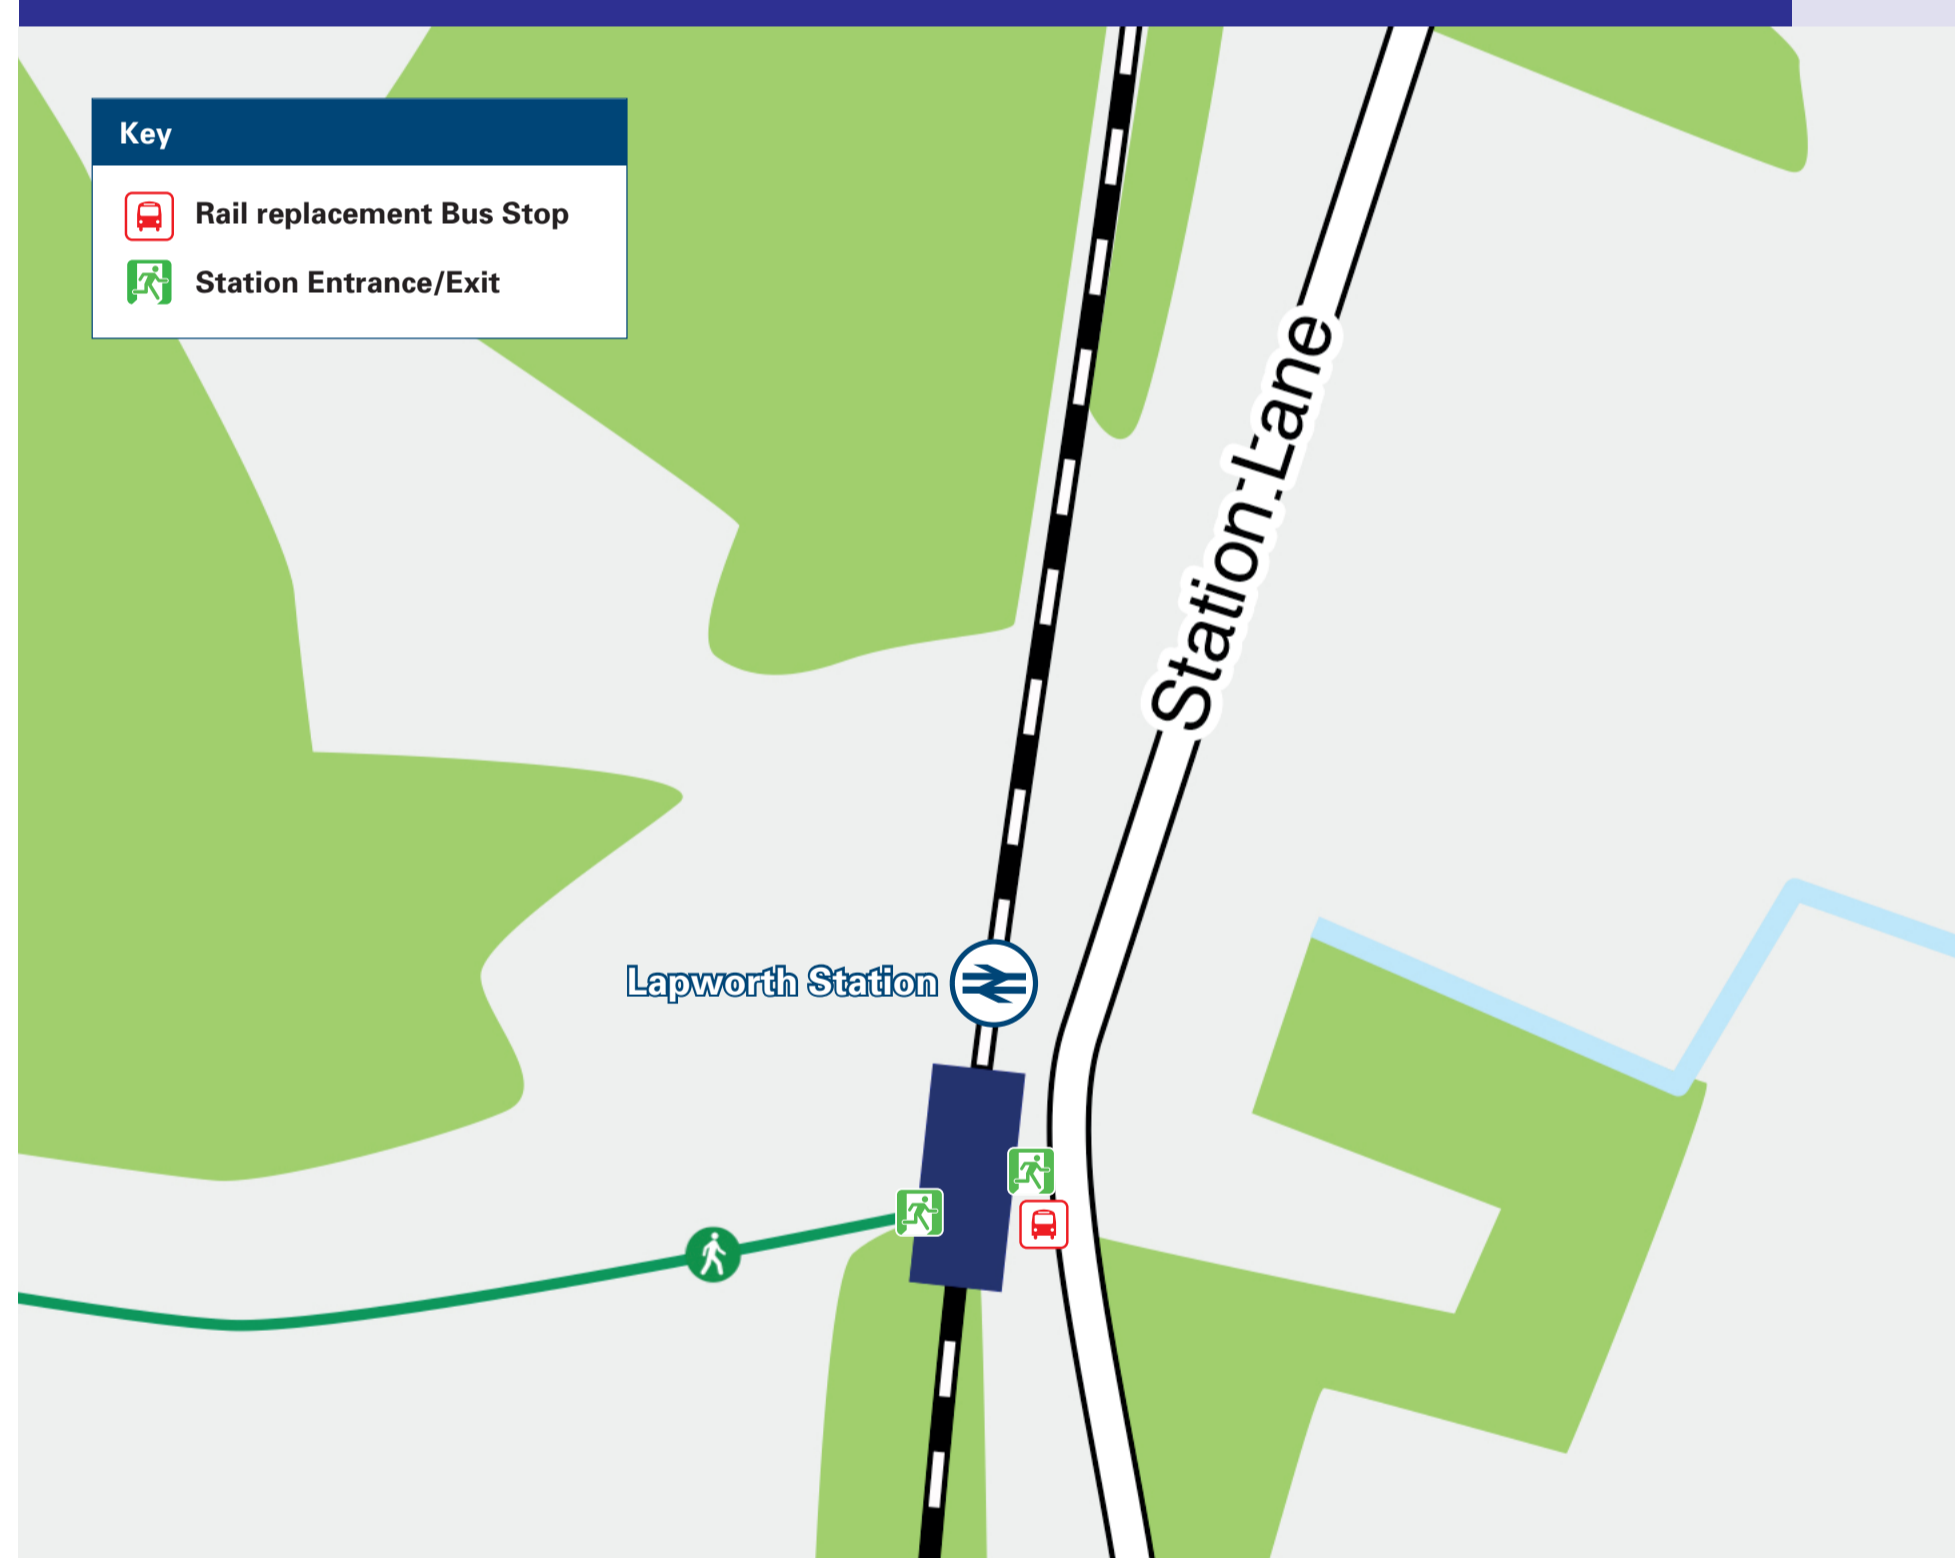 Key
Rail replacement Bus Stop
Station Entrance/Exit
Station Lane
Lapworth Station